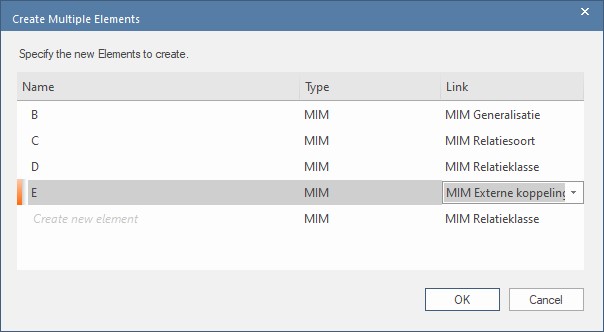 Create Multiple Elements
Specify the new Elements to create.
Name Type Link
B MIM MIM Generalisatie
C MIM MIM Relatiesoort
D MIM MIM Relatieklasse
E MIM MIM Externe koppeling
Create new element MIM MIM Relatieklasse
OK Cancel